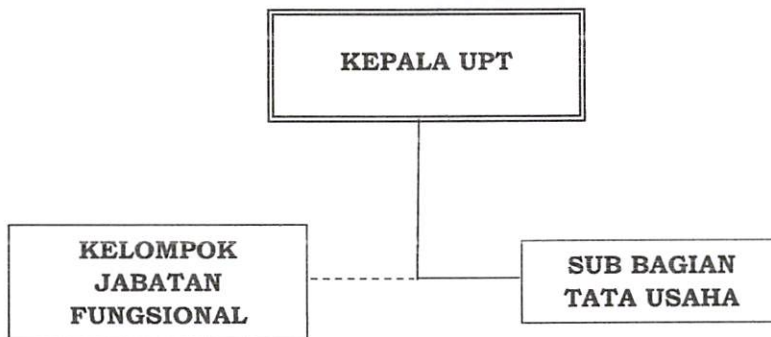 KEPALA UPT
KELOMPOK
JABATAN
FUNGSIONAL
SUB BAGIAN
TATA USAHA